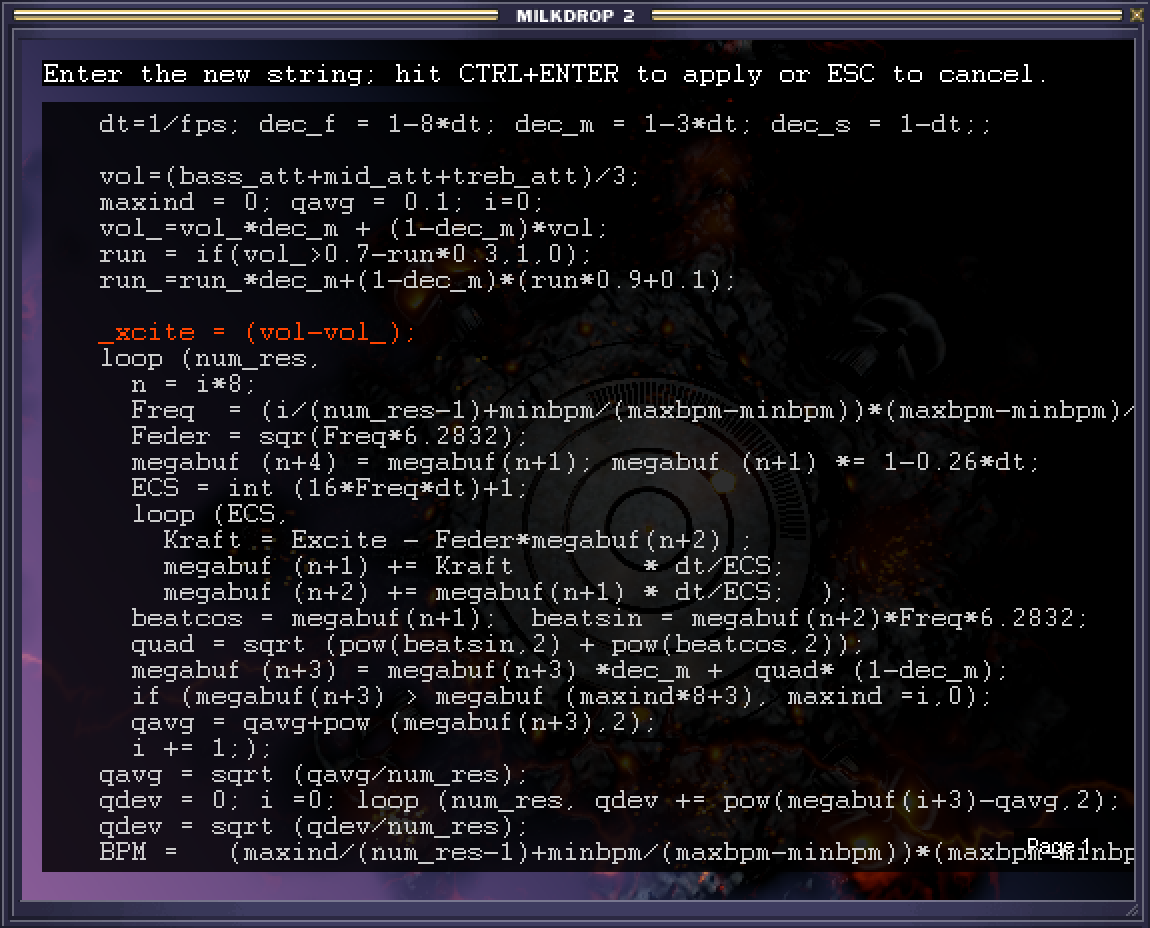 MILKDROP 2
Enter the new string; hit CTRL+ENTER to apply or ESC to cancel.
dt=1/fps; dec_f = 1-8*dt; dec_m = 1-3*dt; dec_s = 1-dt;;
vol=(bass_att+mid_att+treb_att)/3;
maxind = 0; qavg = 0.1; i=0;
vol_=vol_*dec_m + (1-dec_m)*vol;
run = if(vol_>0.7-run*0.3,1,0);
run_=run_*dec_m+(1-dec_m)*(run*0.9+0.1);
_xcite = (vol-vol_);
loop (num_res,
n = i*8;
Freq  = (i/(num_res-1)+minbpm/(maxbpm-minbpm))*(maxbpm-minbpm)/
Feder = sqr(Freq*6.2832);
megabuf (n+4) = megabuf(n+1); megabuf (n+1) *= 1-0.26*dt;
ECS = int (16*Freq*dt)+1;
loop (ECS,
Kraft = Excite - Feder*megabuf(n+2) ;
megabuf (n+1) += Kraft        * dt/ECS;
megabuf (n+2) += megabuf(n+1) * dt/ECS;  );
beatcos = megabuf(n+1);  beatsin = megabuf(n+2)*Freq*6.2832;
quad = sqrt (pow(beatsin,2) + pow(beatcos,2));
megabuf (n+3) = megabuf(n+3) *dec_m +  quad* (1-dec_m);
if (megabuf(n+3) > megabuf (maxind*8+3), maxind =i,0);
qavg = qavg+pow (megabuf(n+3),2);
i += 1;);
qavg = sqrt (qavg/num_res);
qdev = 0; i =0; loop (num_res, qdev += pow(megabuf(i+3)-qavg,2);
qdev = sqrt (qdev/num_res);
BPM =   (maxind/(num_res-1)+minbpm/(maxbpm-minbpm))*(maxbpm-minbp
Page 1